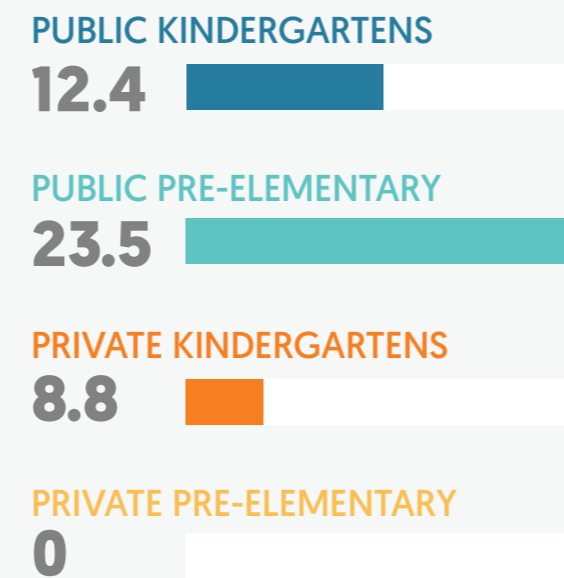 PUBLIC KINDERGARTENS
12.4
PUBLIC PRE-ELEMENTARY
23.5
PRIVATE KINDERGARTENS
8.8
PRIVATE PRE-ELEMENTARY
0